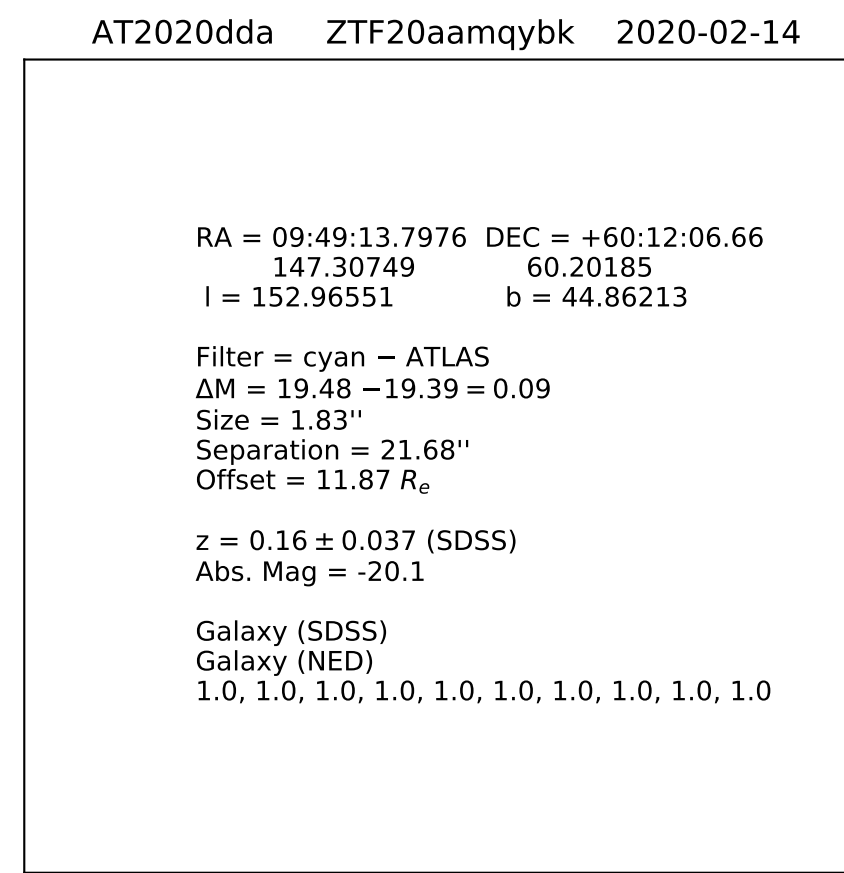 AT2020dda ZTF20aamqybk 2020-02-14
RA = 09:49:13.7976 DEC = +60:12:06.66
147.30749 60.20185
l = 152.96551 b = 44.86213
Filter = cyan − ATLAS
ΔM = 19.48 −19.39 = 0.09
Size = 1.83''
Separation = 21.68''
Offset = 11.87 Re
z = 0.16 ± 0.037 (SDSS)
Abs. Mag = -20.1
Galaxy (SDSS)
Galaxy (NED)
1.0, 1.0, 1.0, 1.0, 1.0, 1.0, 1.0, 1.0, 1.0, 1.0